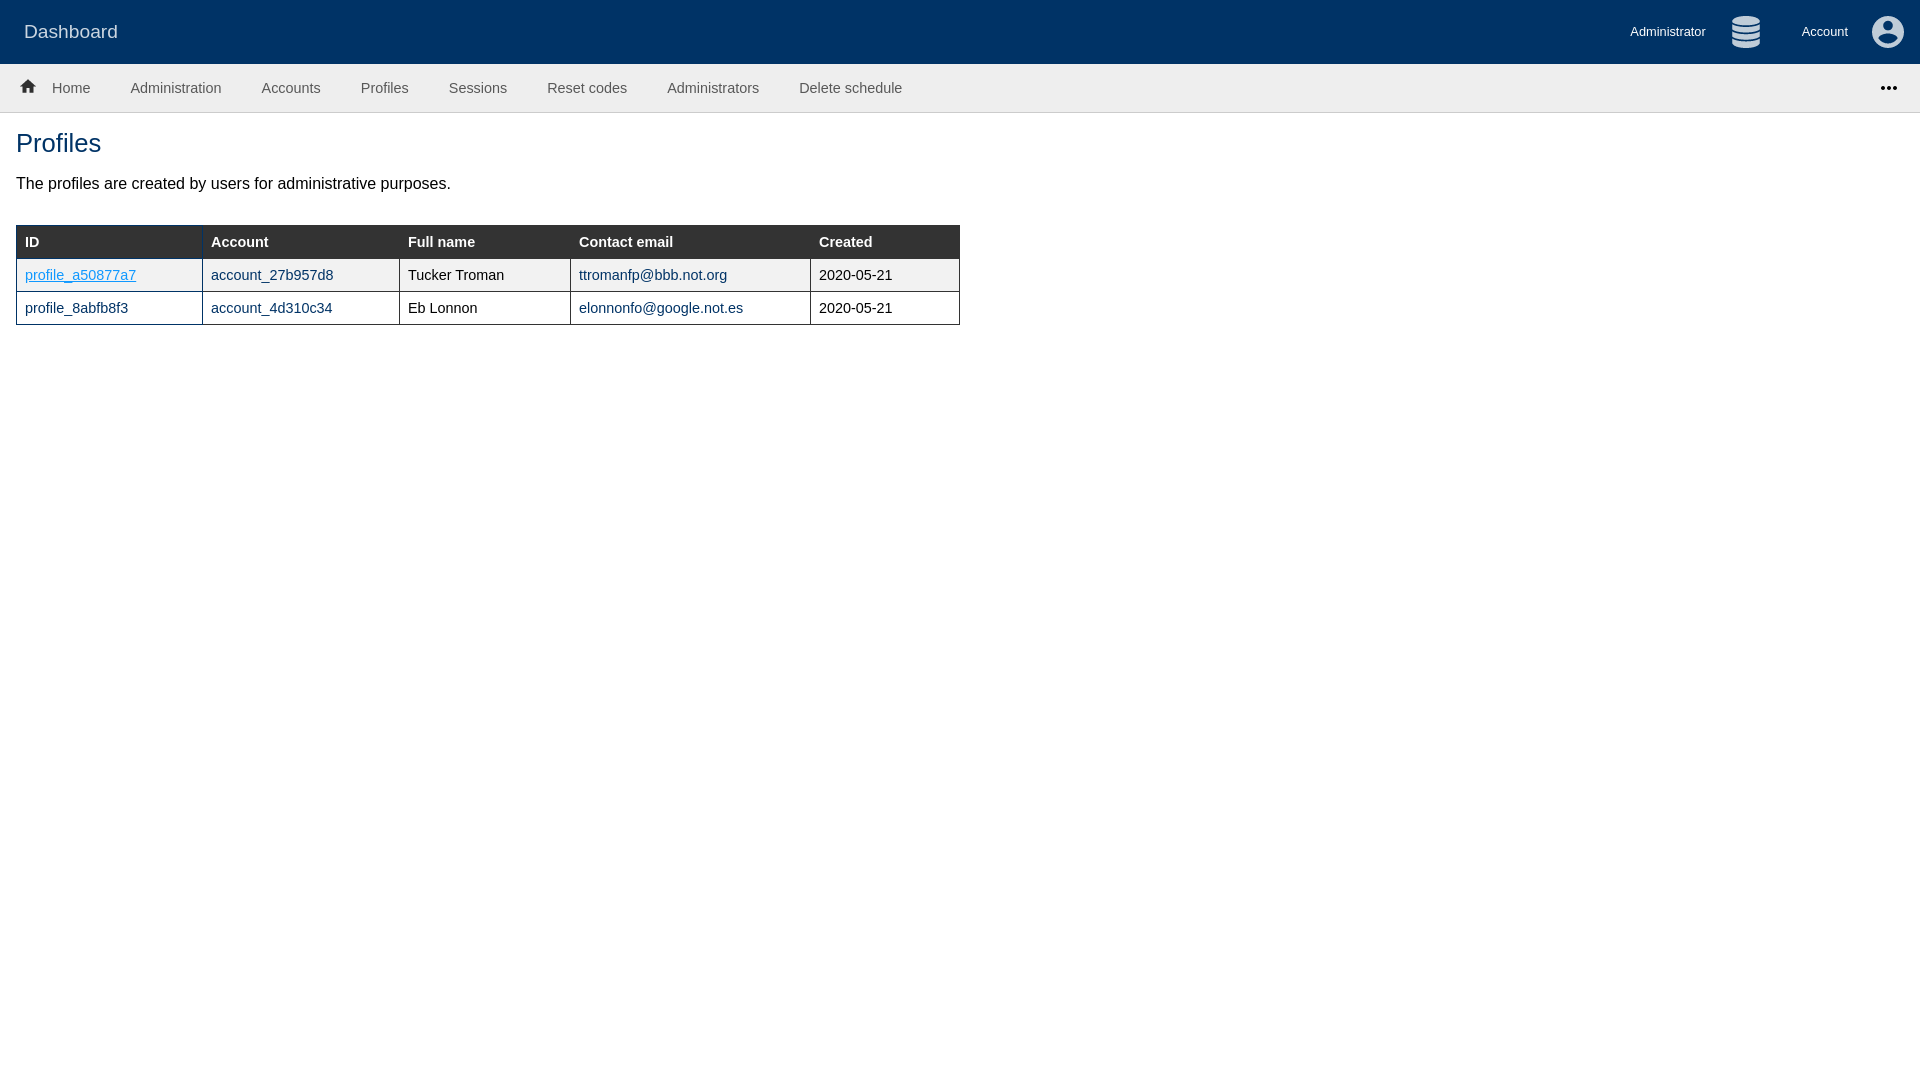 Dashboard Administrator Account
Home Administration Accounts Profiles Sessions Reset codes Administrators Delete schedule
Profiles
The profiles are created by users for administrative purposes.
ID Account Full name Contact email Created
profile_a50877a7 account_27b957d8 Tucker Troman ttromanfp@bbb.not.org 2020-05-21
profile_8abfb8f3 account_4d310c34 Eb Lonnon elonnonfo@google.not.es 2020-05-21